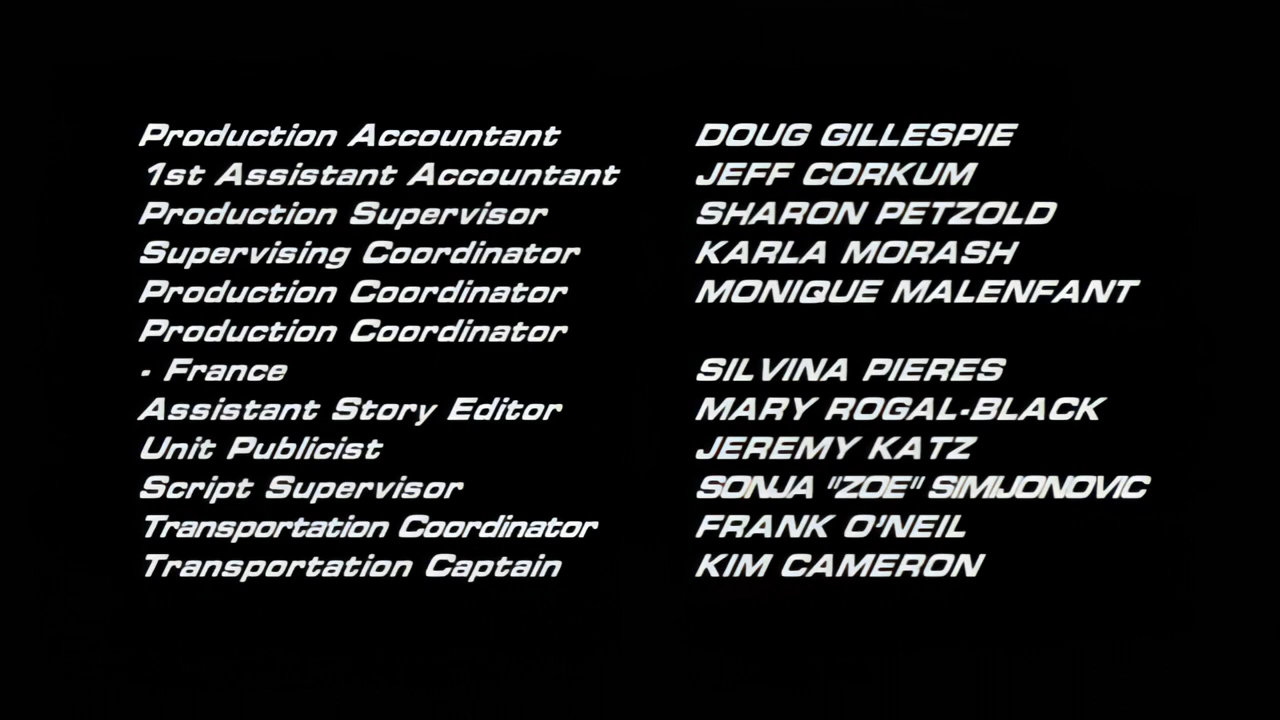 Production Accountant DOUG GILLESPIE
1st Assistant Accountant JEFF CORKUM
Production Supervisor SHARON PETZOLD
Supervising Coordinator KARLA MORASH
Production Coordinator MONIQUE MALENFANT
Production Coordinator
- France SILVINA PIERES
Assistant Story Editor MARY ROGAL-BLACK
Unit Publicist JEREMY KATZ
Script Supervisor SONJA "ZOE" SIMIJONOVIC
Transportation Coordinator FRANK O'NEIL
Transportation Captain KIM CAMERON